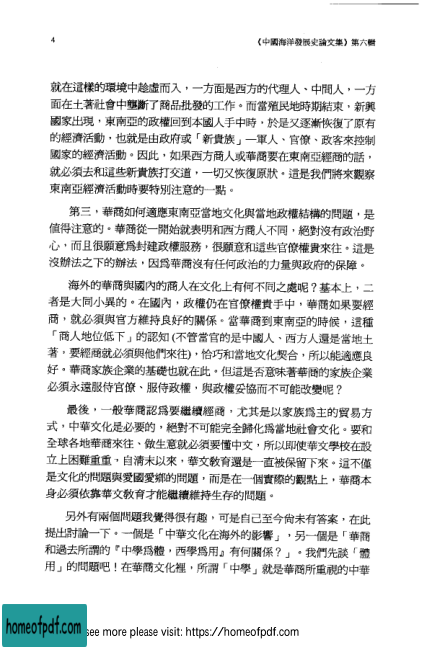 4
《中國海洋發展史論文集》第六輯
就在這樣的環境中趁虛而入，一方面是西方的代理人、中間人，一方
面在土著社會中壟斷了商品批發的工作。而當殖民地時期結束，新興
國家出現，東南亞的政權回到本國人手中時，於是又逐漸恢復了原有
的經濟活動，也就是由政府或「新貴族」—軍人、官僚、政客來控制
國家的經濟活動。因此，如果西方商人或華商要在東南亞經商的話，
就必須去和這些新貴族打交道，一切又恢復原狀。這是我們將來觀察
東南亞經濟活動時要特別注意的一點。
第三，華商如何適應東南亞當地文化與當地政權結構的問題，是
值得注意的。華商從一開始就表明和西方商人不同，絕對沒有政治野
心，而且很願意為封建政權服務，很願意和這些官僚權貴來往。這是
沒辦法之下的辦法，因為華商沒有任何政治的力量與政府的保障。
海外的華商與國內的商人在文化上有何不同之處呢？基本上，二
者是大同小異的。在國內，政權仍在官僚權貴手中，華商如果要經
商，就必須與官方維持良好的關係。當華商到東南亞的時候，這種
「商人地位低下」的認知(不管當官的是中國人、西方人還是當地土
著，要經商就必須與他們來往)，恰巧和當地文化契合，所以能適應良
好。華商家族企業的基礎也就在此。但這是否意味著華商的家族企業
必須永遠服侍官僚、服侍政權，與政權妥協而不可能改變呢？
最後，一般華商認為要繼續經商，尤其是以家族為主的貿易方
式，中華文化是必要的，絕對不可能完全歸化為當地社會文化。要和
全球各地華商來往、做生意就必須要懂中文，所以即使華文學校在設
立上困難重重，自清末以來，華文教育還是一直被保留下來。這不僅
是文化的問題與愛國愛鄉的問題，而是在一個實際的觀點上，華商本
身必須依靠華文教育才能繼續維持生存的問題。
另外有兩個問題我覺得很有趣，可是自己至今尚未有答案，在此
提出討論一下。一個是「中華文化在海外的影響」，另一個是「華商
和過去所謂的『中學為體，西學為用』有何關係？」。我們先談「體
用」的問題吧！在華商文化裡，所謂「中學」就是華商所重視的中華
homeofpdf.com
see more please visit: https://homeofpdf.com